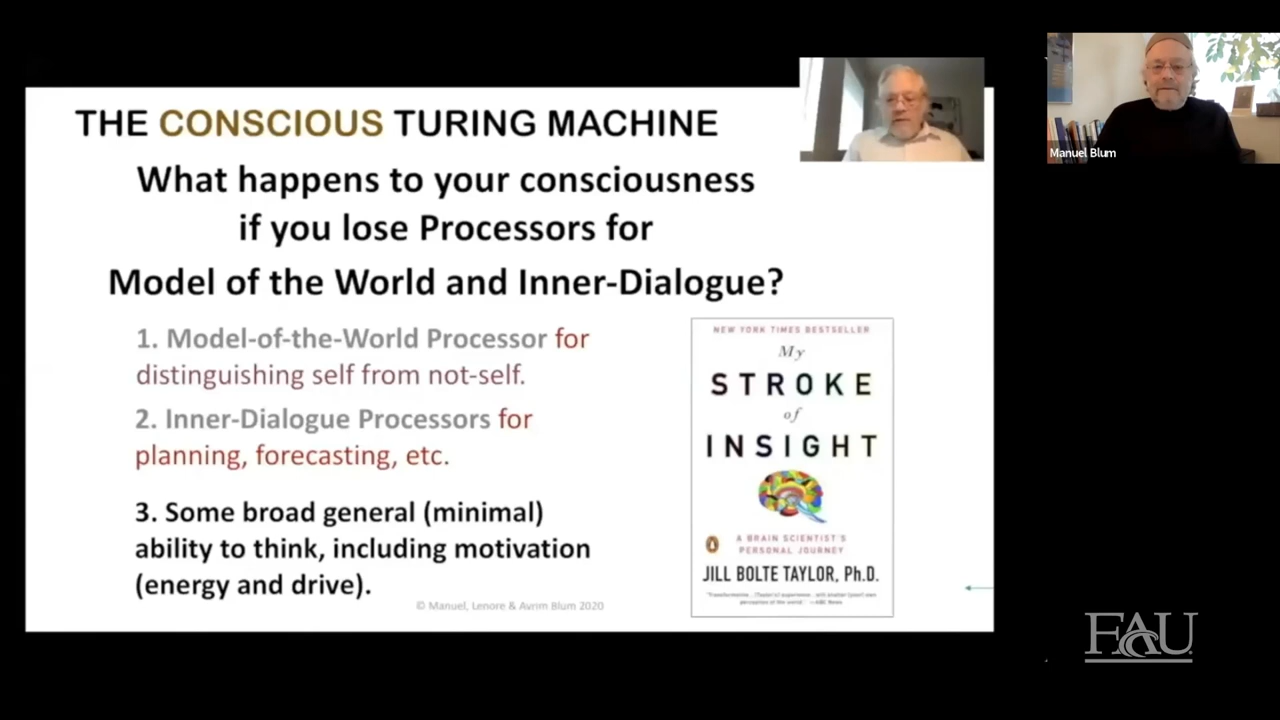 THE CONSCIOUS TURING MACHINE
What happens to your consciousness
if you lose Processors for
Model of the World and Inner-Dialogue?
1. Model-of-the-World Processor for
distinguishing self from not-self.
2. Inner-Dialogue Processors for
planning, forecasting, etc.
3. Some broad general (minimal)
ability to think, including motivation
(energy and drive).
© Manuel, Lenore & Avrim Blum 2020
NEW YORK TIMES BESTSELLER
My
STROKE
of
INSIGHT
A BRAIN SCIENTIST'S
PERSONAL JOURNEY
JILL BOLTE TAYLOR, Ph.D.
Manuel Blum
FAU